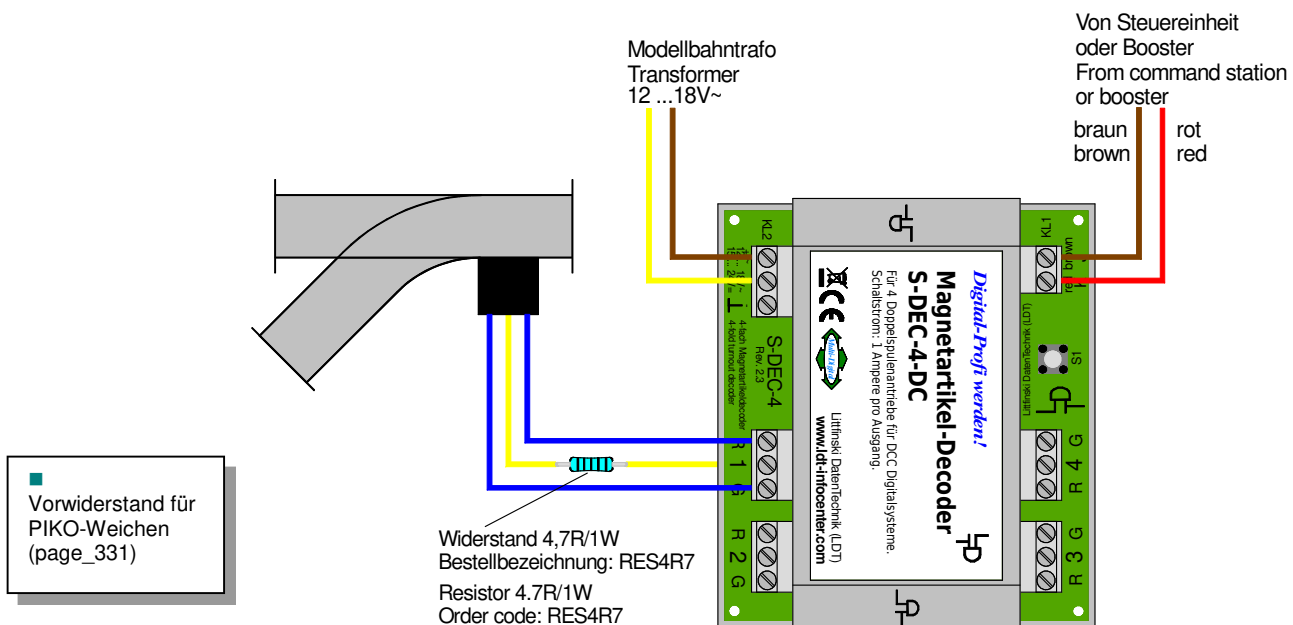 Modellbahntrafo
Transformer
12 ...18V~
Von Steuereinheit
oder Booster
From command station
or booster
braun
brown
rot
red
KL2
KL1
S-DEC-4
Rev. 2.3
4-fach Magnetartikeldecoder
4-fold turnout decoder
Digital-Profi werden!
Magnetartikel-Decoder
S-DEC-4-DC
Für 4 Doppelspulenantriebe für DCC Digitalsysteme.
Schaltstrom: 1 Ampere pro Ausgang.
CE
Multi-Digital
Littfinski DatenTechnik (LDT)
www.ldt-infocenter.com
red brown
S1
Littfinski DatenTechnik (LDT)
R 1 G
R 2 G
R 4 G
R 3 G
Vorwiderstand für
PIKO-Weichen
(page_331)
Widerstand 4,7R/1W
Bestellbezeichnung: RES4R7
Resistor 4.7R/1W
Order code: RES4R7